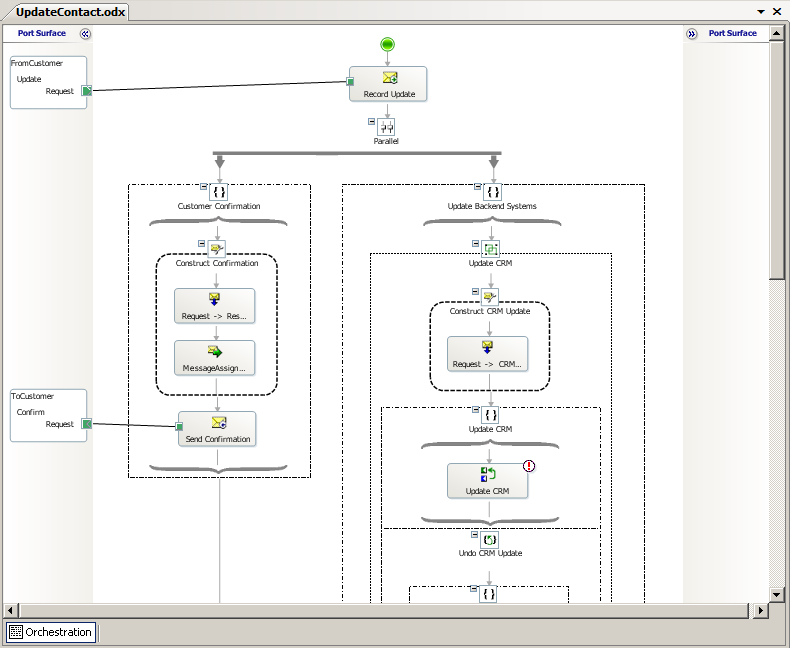 UpdateContact.odx
Port Surface
Port Surface
FromCustomer
Update
Request
Record Update
Parallel
Customer Confirmation
Update Backend Systems
Construct Confirmation
Update CRM
Request -> Res...
Construct CRM Update
MessageAssign...
Request -> CRM...
ToCustomer
Confirm
Request
Send Confirmation
Update CRM
Update CRM
Undo CRM Update
Orchestration